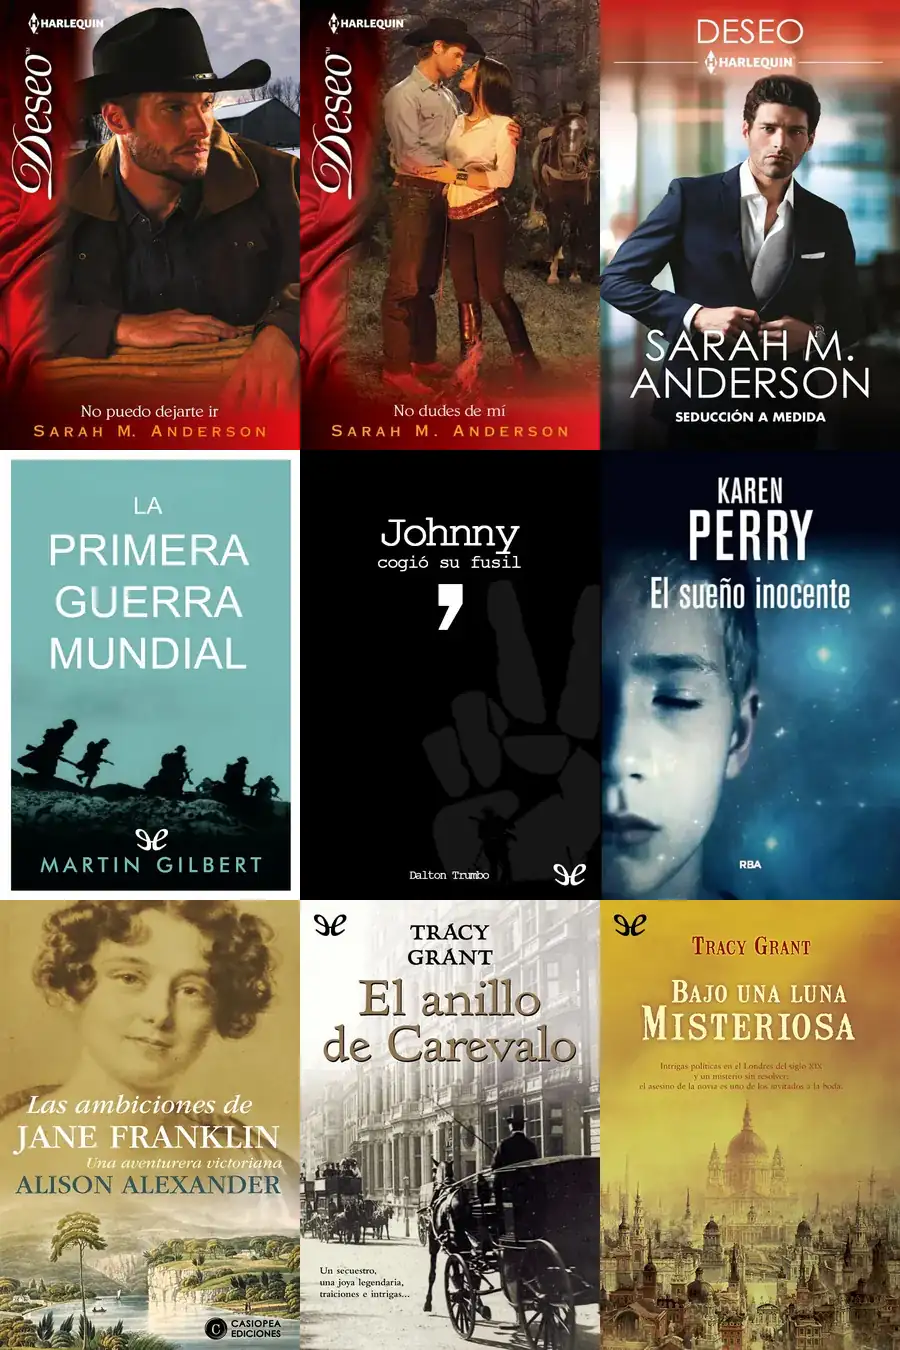 HARLEQUIN
Deseo™
No puedo dejarte ir
SARAH M. ANDERSON
HARLEQUIN
Deseo™
No dudes de mí
SARAH M. ANDERSON
DESEO
HARLEQUIN
SARAH M.
ANDERSON
SEDUCCIÓN A MEDIDA
LA
PRIMERA
GUERRA
MUNDIAL
MARTIN GILBERT
Johnny
cogió su fusil
,
Dalton Trumbo
KAREN
PERRY
El sueño inocente
RBA
Las ambiciones de
JANE FRANKLIN
Una aventurera victoriana
ALISON ALEXANDER
C CASIOPEA
EDICIONES
TRACY
GRANT
El anillo
de Carevalo
Un secuestro,
una joya legendaria,
traiciones e intrigas...
TRACY GRANT
BAJO UNA LUNA
MISTERIOSA
Intrigas políticas en el Londres del siglo XIX
y un misterio sin resolver:
el asesino de la novia es uno de los invitados a la boda.